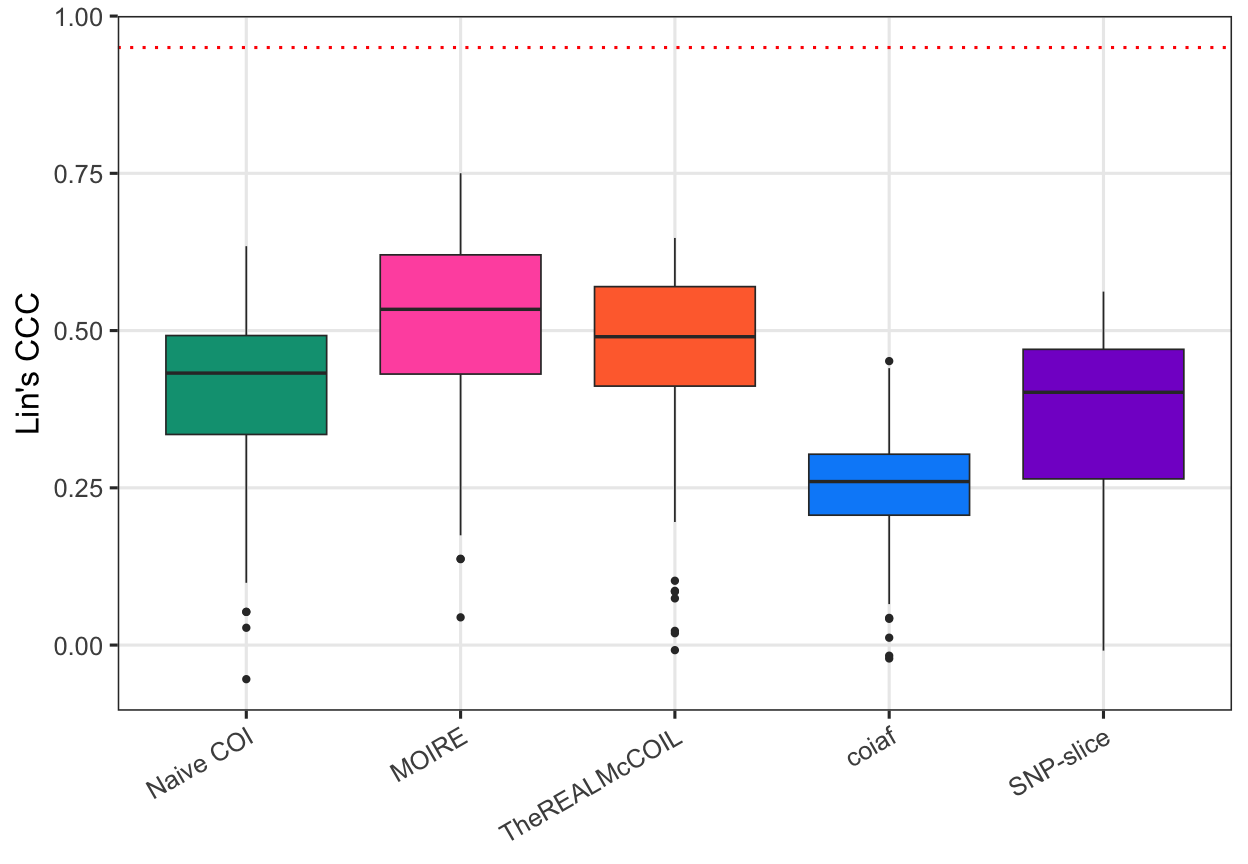 1.00
0.75
0.50
0.25
0.00
Lin's CCC
Naive COI
MOIRE
TheREALMcCOIL
coiaf
SNP-slice